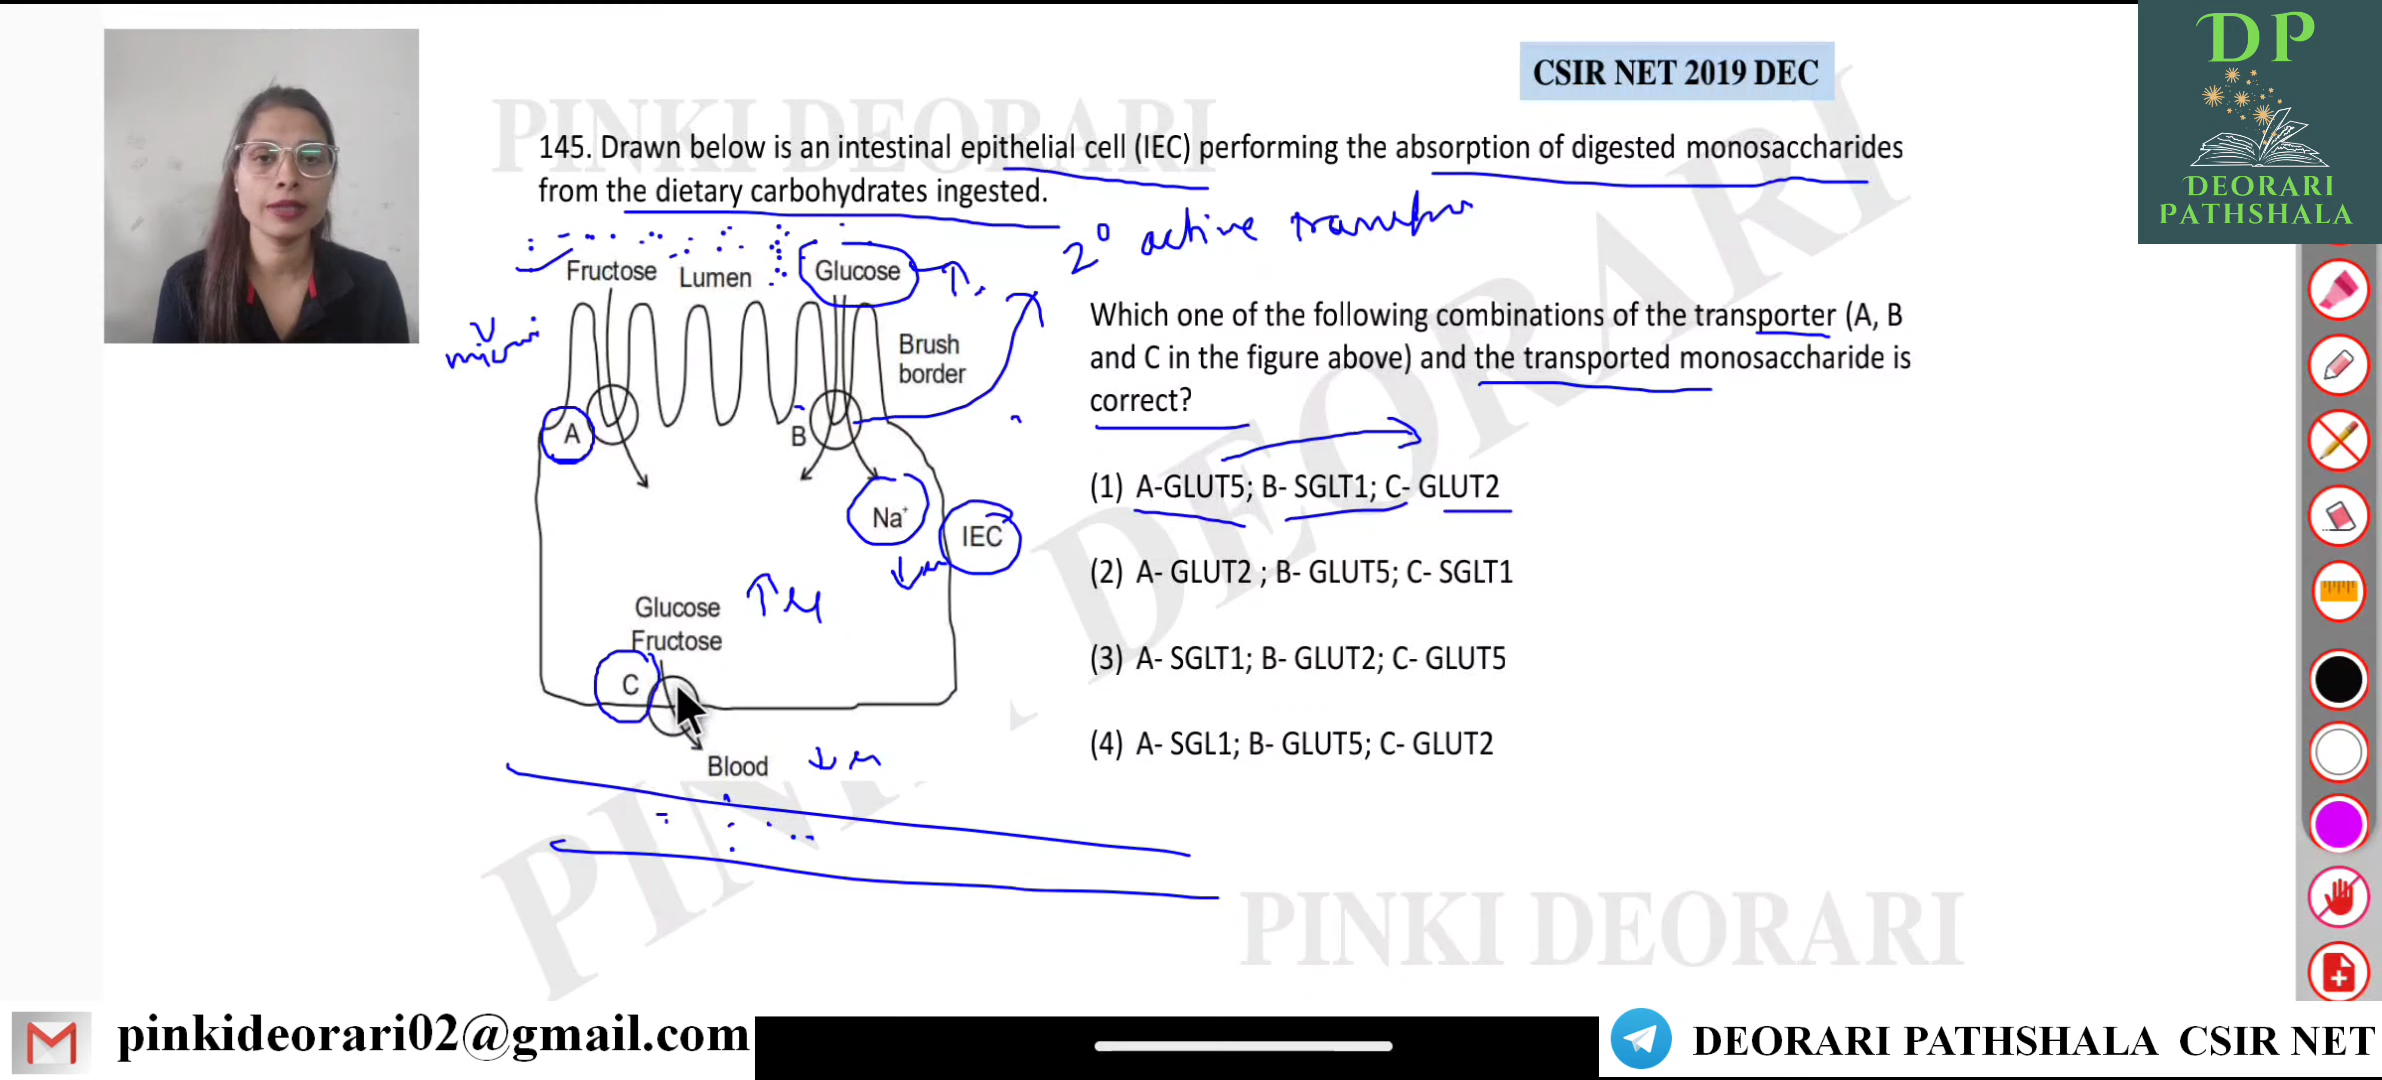 DP
DEORARI
PATHSHALA
CSIR NET 2019 DEC
PINKI DEORARI
145. Drawn below is an intestinal epithelial cell (IEC) performing the absorption of digested monosaccharides
from the dietary carbohydrates ingested.
2° active
Fructose Lumen Glucose
Brush
border
A
B
Na+
IEC
Glucose
Fructose
C
Blood
Which one of the following combinations of the transporter (A, B
and C in the figure above) and the transported monosaccharide is
correct?
(1) A-GLUT5; B- SGLT1; C- GLUT2
(2) A- GLUT2 ; B- GLUT5; C- SGLT1
(3) A- SGLT1; B- GLUT2; C- GLUT5
(4) A- SGL1; B- GLUT5; C- GLUT2
PINKI DEORARI
PINKI DEORARI
pinkideorari02@gmail.com
DEORARI PATHSHALA CSIR NET